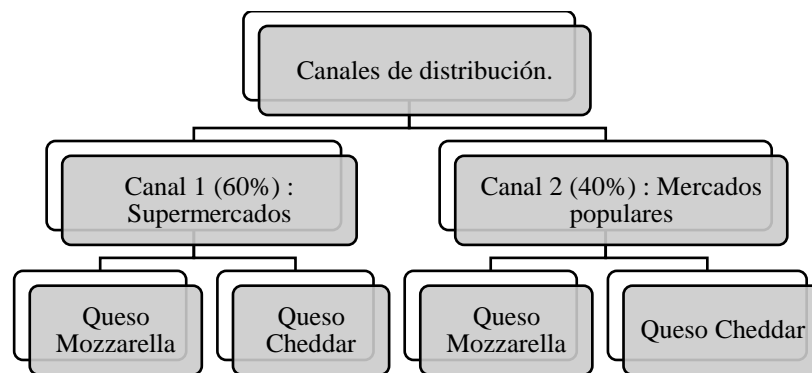 Canales de distribución.
Canal 1 (60%) :
Supermercados
Canal 2 (40%) : Mercados
populares
Queso
Mozzarella
Queso
Cheddar
Queso
Mozzarella
Queso Cheddar